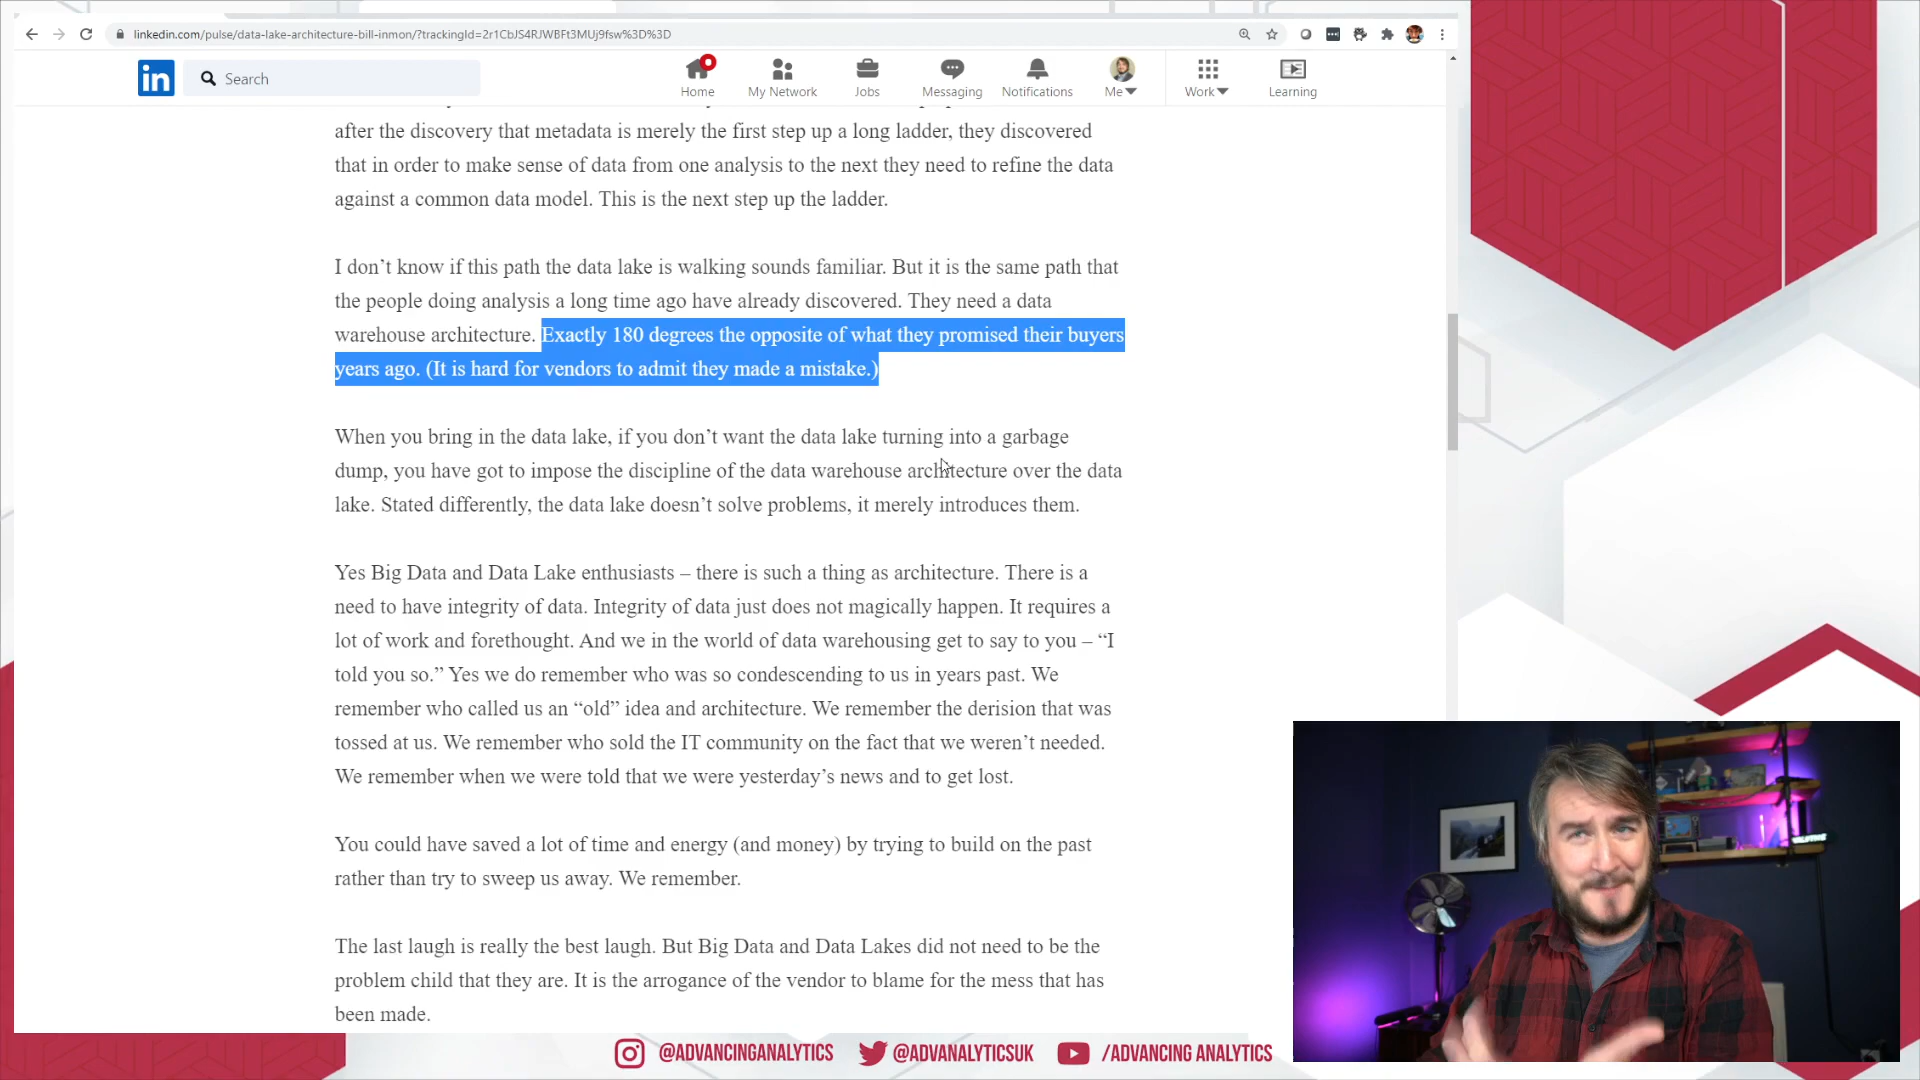 linkedin.com/pulse/data-lake-architecture-bill-inmon/?trackingId=2r1CbJS4RJWBFt3MUj9fsw%3D%3D
in
Search
Home
My Network
Jobs
Messaging
Notifications
Me
Work
Learning
after the discovery that metadata is merely the first step up a long ladder, they discovered
that in order to make sense of data from one analysis to the next they need to refine the data
against a common data model. This is the next step up the ladder.
I don’t know if this path the data lake is walking sounds familiar. But it is the same path that
the people doing analysis a long time ago have already discovered. They need a data
warehouse architecture. Exactly 180 degrees the opposite of what they promised their buyers
years ago. (It is hard for vendors to admit they made a mistake.)
When you bring in the data lake, if you don’t want the data lake turning into a garbage
dump, you have got to impose the discipline of the data warehouse architecture over the data
lake. Stated differently, the data lake doesn’t solve problems, it merely introduces them.
Yes Big Data and Data Lake enthusiasts – there is such a thing as architecture. There is a
need to have integrity of data. Integrity of data just does not magically happen. It requires a
lot of work and forethought. And we in the world of data warehousing get to say to you – “I
told you so.” Yes we do remember who was so condescending to us in years past. We
remember who called us an “old” idea and architecture. We remember the derision that was
tossed at us. We remember who sold the IT community on the fact that we weren’t needed.
We remember when we were told that we were yesterday’s news and to get lost.
You could have saved a lot of time and energy (and money) by trying to build on the past
rather than try to sweep us away. We remember.
The last laugh is really the best laugh. But Big Data and Data Lakes did not need to be the
problem child that they are. It is the arrogance of the vendor to blame for the mess that has
been made.
@ADVANCINGANALYTICS
@ADVANALYTICSUK
/ADVANCING ANALYTICS